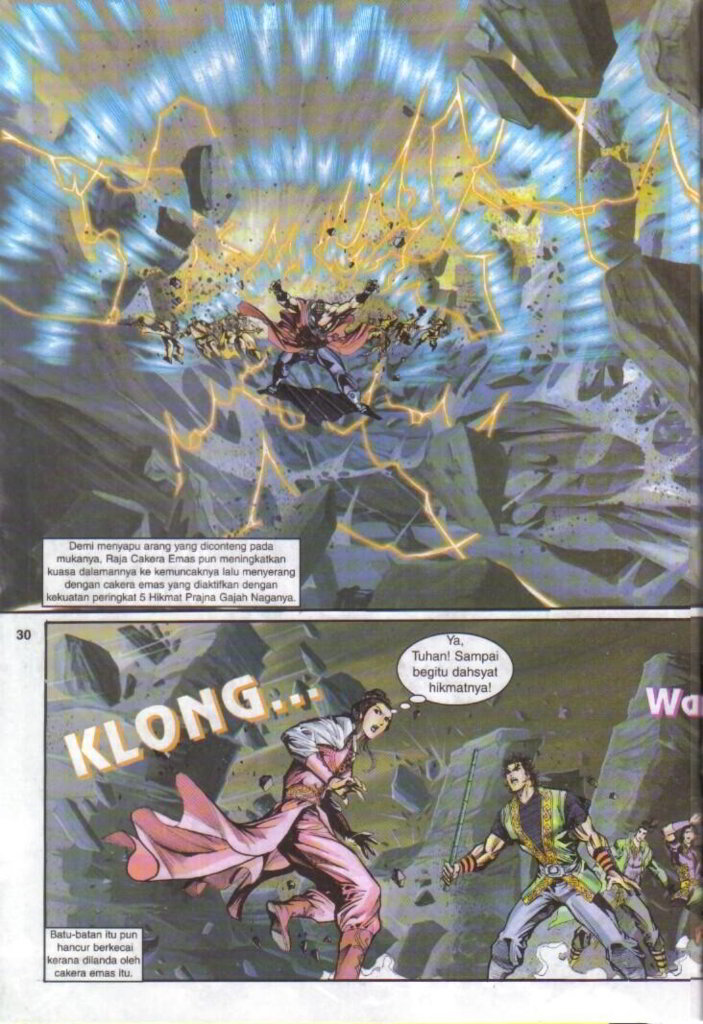 Demi menyapu arang yang diconteng pada
mukanya, Raja Cakera Emas pun meningkatkan
kuasa dalamannya ke kemuncaknya lalu menyerang
dengan cakera emas yang diaktifkan dengan
kekuatan peringkat 5 Hikmat Prajna Gajah Naganya.
30
KLONG...
Ya,
Tuhan! Sampai
begitu dahsyat
hikmatnya!
Batu-batan itu pun
hancur berkecai
kerana dilanda oleh
cakera emas itu.